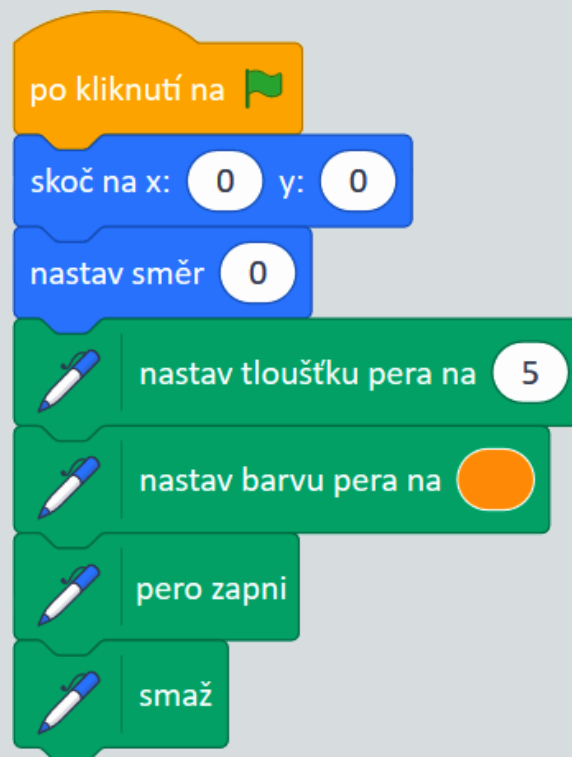 po kliknutí na
skoč na x: 0 y: 0
nastav směr 0
nastav tloušťku pera na 5
nastav barvu pera na
pero zapni
smaž